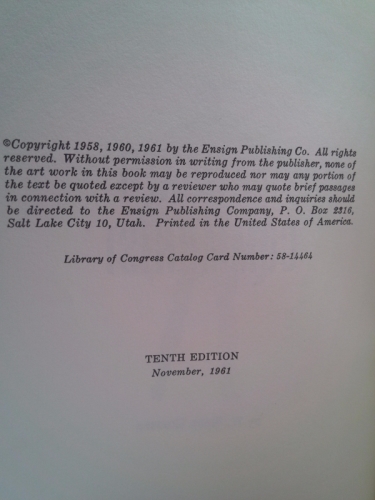 ©Copyright 1958, 1960, 1961 by the Ensign Publishing Co. All rights
reserved. Without permission in writing from the publisher, none of
the art work in this book may be reproduced nor may any portion of
the text be quoted except by a reviewer who may quote brief passages
in connection with a review. All correspondence and inquiries should
be directed to the Ensign Publishing Company, P. O. Box 2316,
Salt Lake City 10, Utah. Printed in the United States of America.
Library of Congress Catalog Card Number: 58-14464
TENTH EDITION
November, 1961